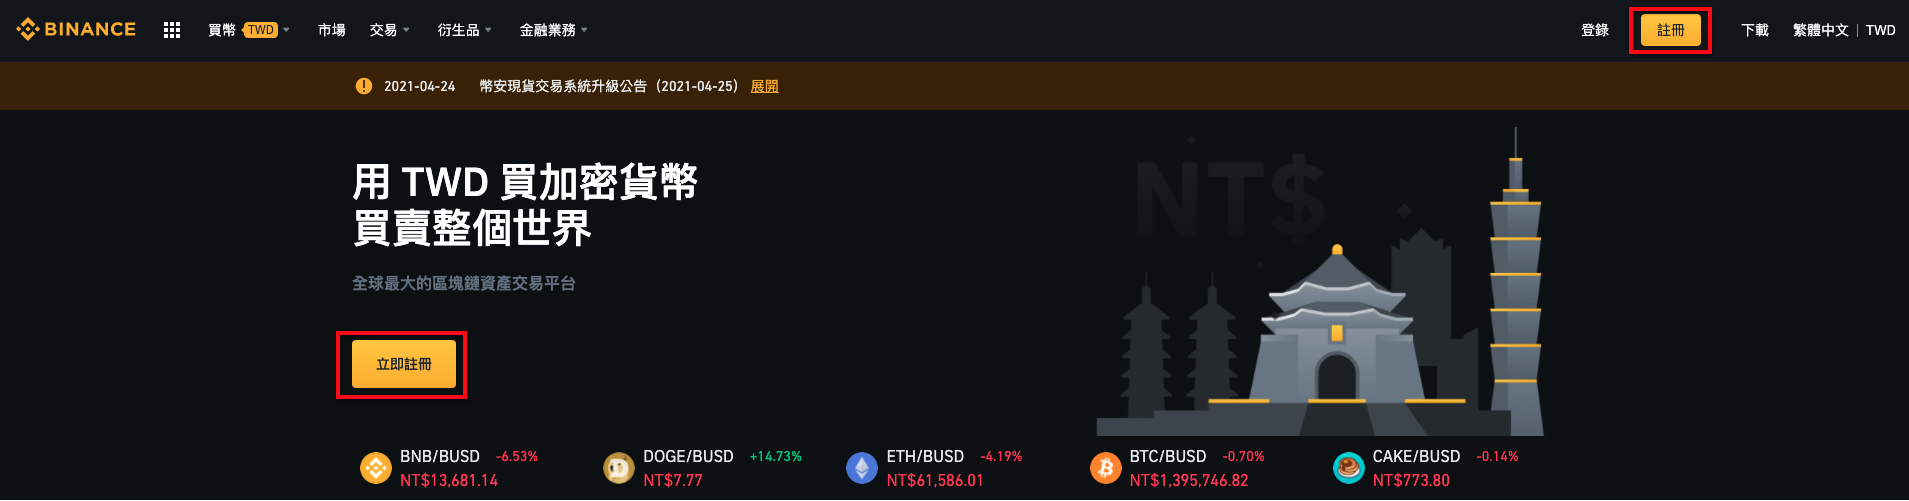 BINANCE 買幣 TWD 市場 交易 衍生品 金融業務 登錄 註冊 下載 繁體中文 | TWD
2021-04-24 幣安現貨交易系統升級公告（2021-04-25） 展開
NT$
用 TWD 買加密貨幣
買賣整個世界
全球最大的區塊鏈資產交易平台
立即註冊
BNB/BUSD -6.53% DOGE/BUSD +14.73% ETH/BUSD -4.19% BTC/BUSD -0.70% CAKE/BUSD -0.14%
NT$13,681.14 NT$7.77 NT$61,586.01 NT$1,395,746.82 NT$773.80